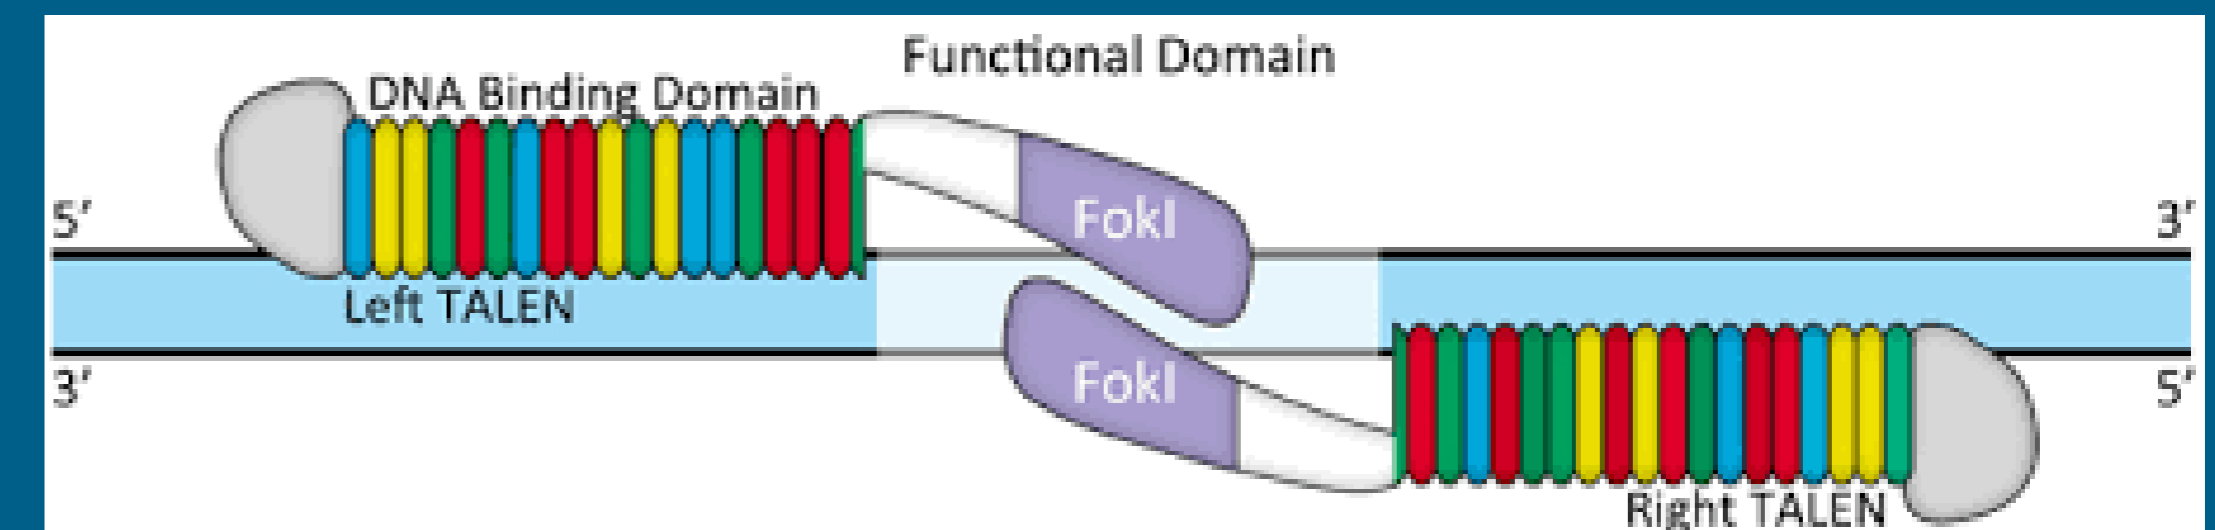 Functional Domain
DNA Binding Domain
FokI
5′ 3′
Left TALEN
FokI
3′ 5′
Right TALEN